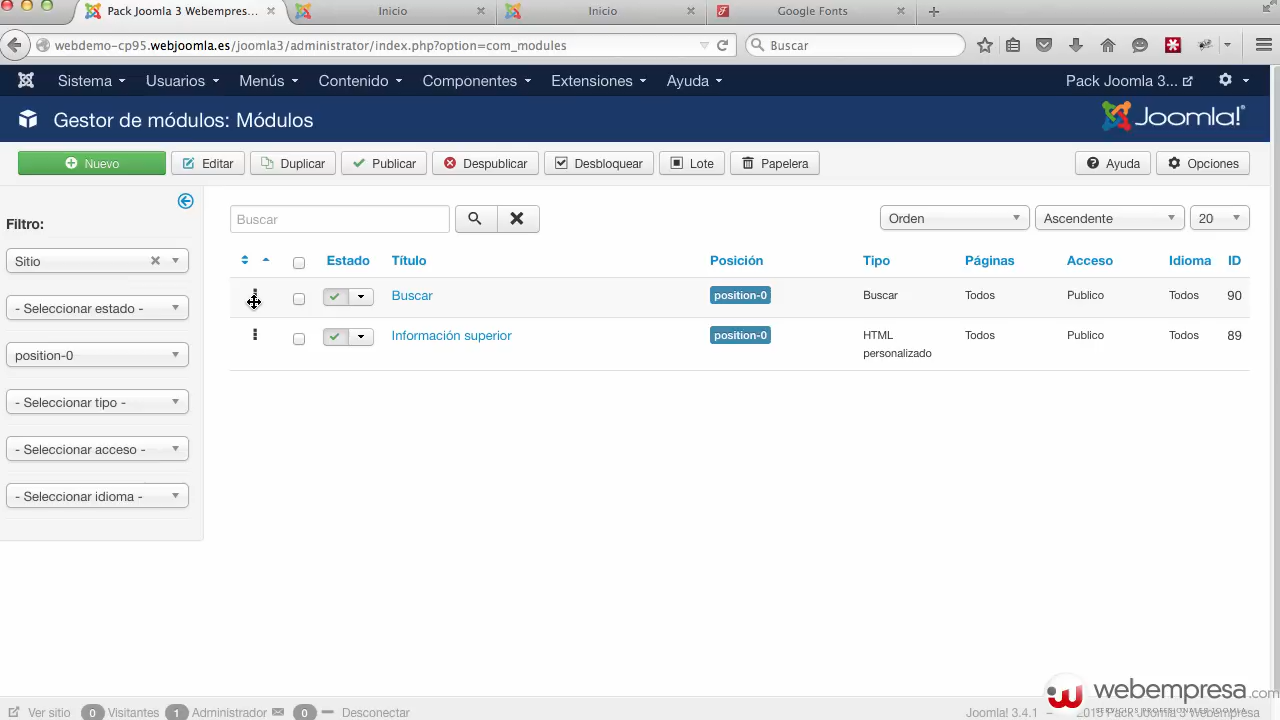 Pack Joomla 3 Webempres... Inicio Inicio Google Fonts
webdemo-cp95.webjoomla.es/joomla3/administrator/index.php?option=com_modules Buscar
Sistema Usuarios Menús Contenido Componentes Extensiones Ayuda Pack Joomla 3...
Gestor de módulos: Módulos Joomla!
Nuevo Editar Duplicar Publicar Despublicar Desbloquear Lote Papelera Ayuda Opciones
Filtro:
Sitio
- Seleccionar estado -
position-0
- Seleccionar tipo -
- Seleccionar acceso -
- Seleccionar idioma -
Buscar Orden Ascendente 20
Estado Título Posición Tipo Páginas Acceso Idioma ID
Buscar position-0 Buscar Todos Publico Todos 90
Información superior position-0 HTML personalizado Todos Publico Todos 89
webempresa.com
Ver sitio 0 Visitantes 1 Administrador 0 Desconectar Joomla! 3.4.1 — Pack Joomla 3 Webempresa